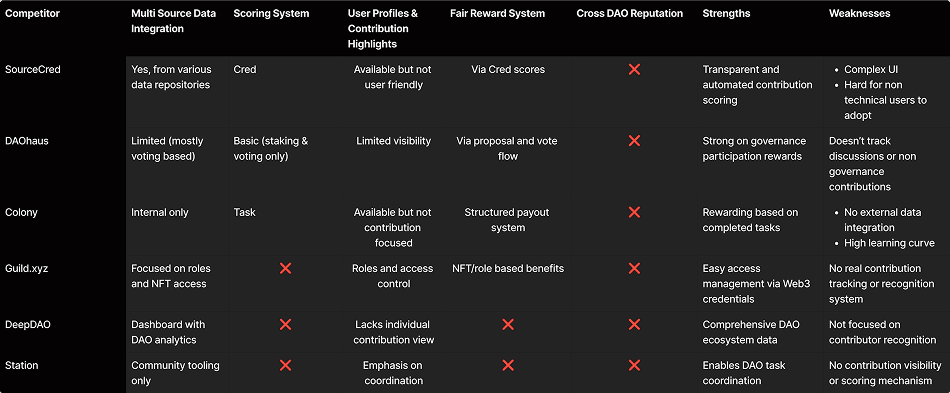 Competitor
Multi Source Data
Integration
Scoring System
User Profiles &
Contribution
Highlights
Fair Reward System
Cross DAO Reputation
Strengths
Weaknesses
SourceCred
Yes, from various
data repositories
Cred
Available but not
user friendly
Via Cred scores
❌
Transparent and
automated contribution
scoring
• Complex UI
• Hard for non
technical users to
adopt
DAOhaus
Limited (mostly
voting based)
Basic (staking &
voting only)
Limited visibility
Via proposal and vote
flow
❌
Strong on governance
participation rewards
Doesn’t track
discussions or non
governance
contributions
Colony
Internal only
Task
Available but not
contribution
focused
Structured payout
system
❌
Rewarding based on
completed tasks
• No external data
integration
• High learning curve
Guild.xyz
Focused on roles
and NFT access
❌
Roles and access
control
NFT/role based benefits
❌
Easy access
management via Web3
credentials
No real contribution
tracking or recognition
system
DeepDAO
Dashboard with
DAO analytics
❌
Lacks individual
contribution view
❌
❌
Comprehensive DAO
ecosystem data
Not focused on
contributor recognition
Station
Community tooling
only
❌
Emphasis on
coordination
❌
❌
Enables DAO task
coordination
No contribution visibility
or scoring mechanism